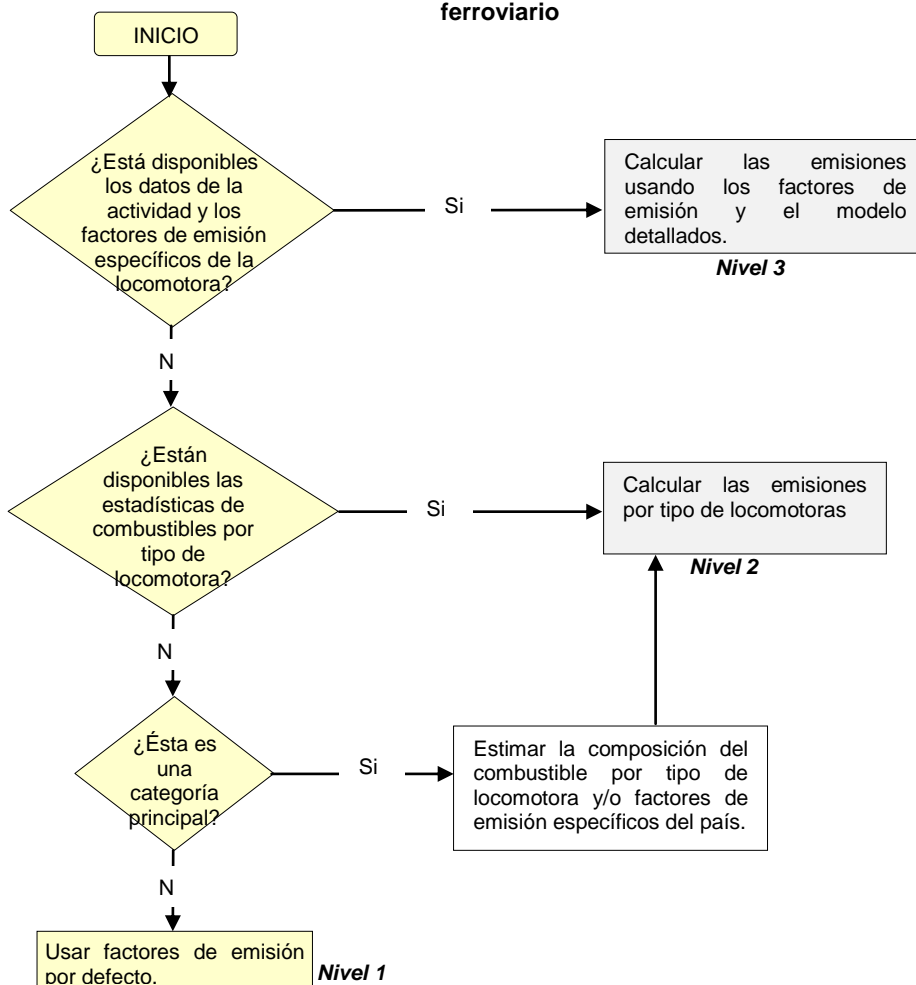 ferroviario
INICIO
¿Está disponibles
los datos de la
actividad y los
factores de emisión
específicos de la
locomotora?
Si
Calcular las emisiones
usando los factores de
emisión y el modelo
detallados.
Nivel 3
N
¿Están
disponibles las
estadísticas de
combustibles por
tipo de
locomotora?
Si
Calcular las emisiones
por tipo de locomotoras
Nivel 2
N
¿Ésta es
una
categoría
principal?
Si
Estimar la composición del
combustible por tipo de
locomotora y/o factores de
emisión específicos del país.
N
Usar factores de emisión
por defecto.
Nivel 1